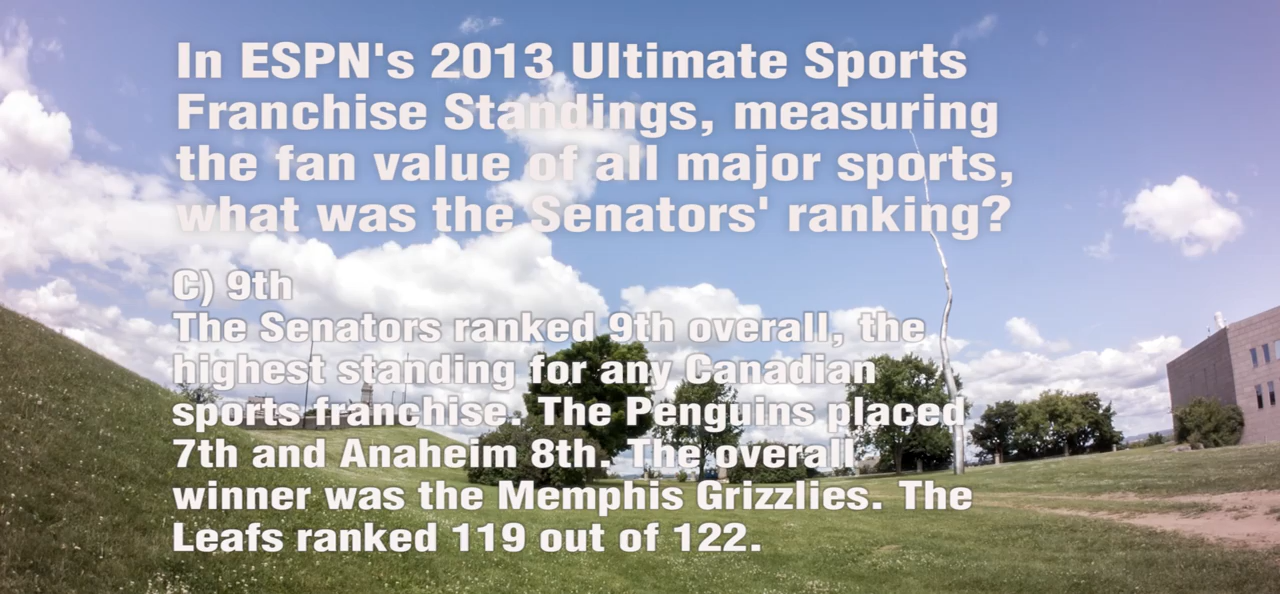 In ESPN's 2013 Ultimate Sports
Franchise Standings, measuring
the fan value of all major sports,
what was the Senators' ranking?
C) 9th
The Senators ranked 9th overall, the
highest standing for any Canadian
sports franchise. The Penguins placed
7th and Anaheim 8th. The overall
winner was the Memphis Grizzlies. The
Leafs ranked 119 out of 122.